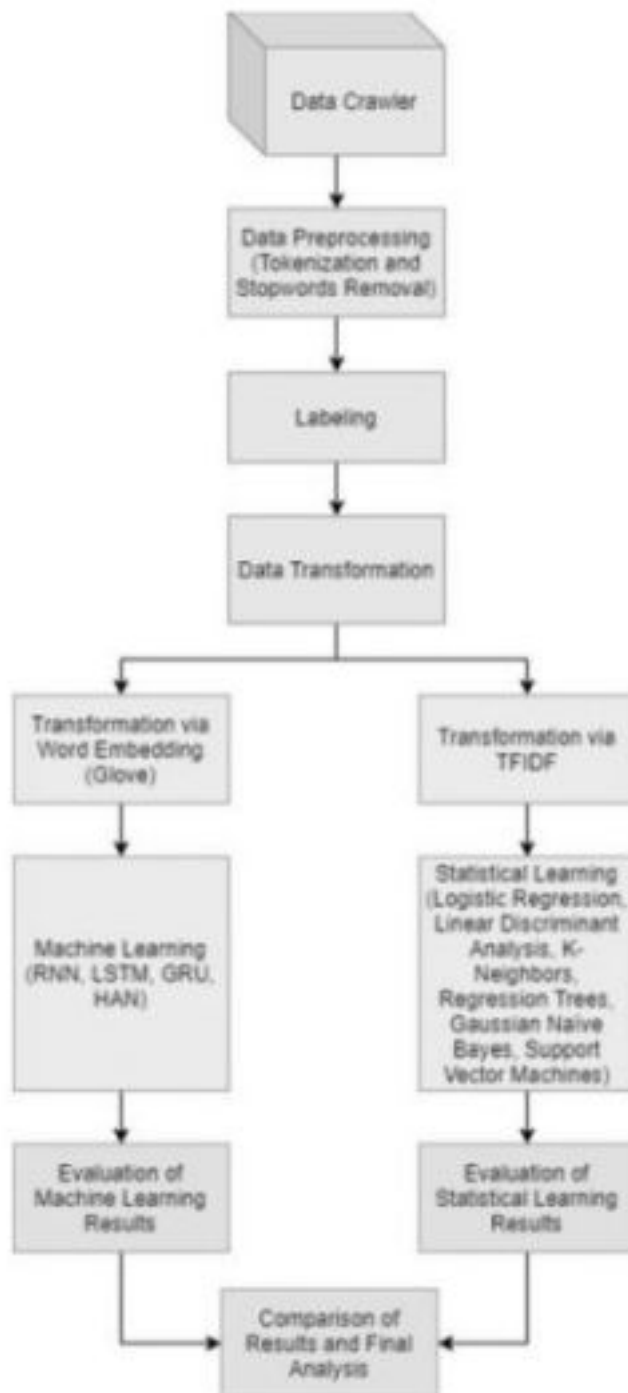 Data Crawler
Data Preprocessing
(Tokenization and
Stopwords Removal)
Labeling
Data Transformation
Transformation via
Word Embedding
(Glove)
Transformation via
TFIDF
Machine Learning
(RNN, LSTM, GRU,
HAN)
Statistical Learning
(Logistic Regression,
Linear Discriminant
Analysis, K-
Neighbors,
Regression Trees,
Gaussian Naïve
Bayes, Support
Vector Machines)
Evaluation of
Machine Learning
Results
Evaluation of
Statistical Learning
Results
Comparison of
Results and Final
Analysis